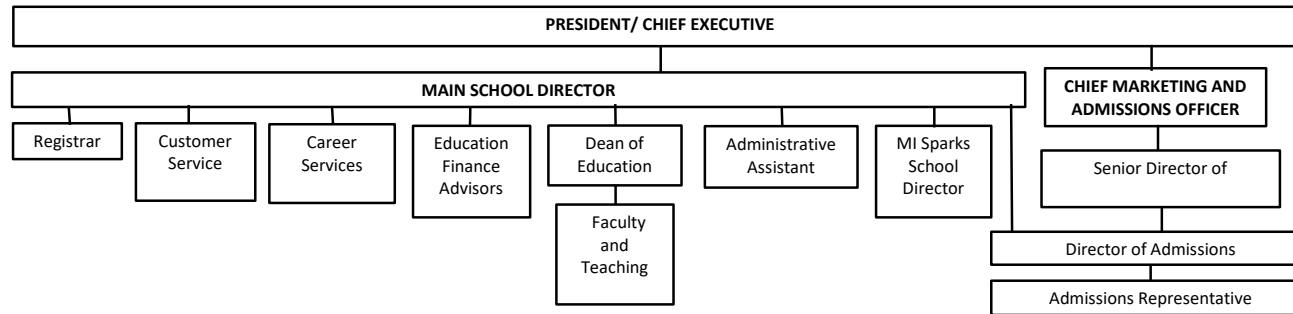 PRESIDENT/ CHIEF EXECUTIVE
MAIN SCHOOL DIRECTOR
CHIEF MARKETING AND
ADMISSIONS OFFICER
Registrar
Customer
Service
Career
Services
Education
Finance
Advisors
Dean of
Education
Administrative
Assistant
MI Sparks
School
Director
Senior Director of
Faculty
and
Teaching
Director of Admissions
Admissions Representative